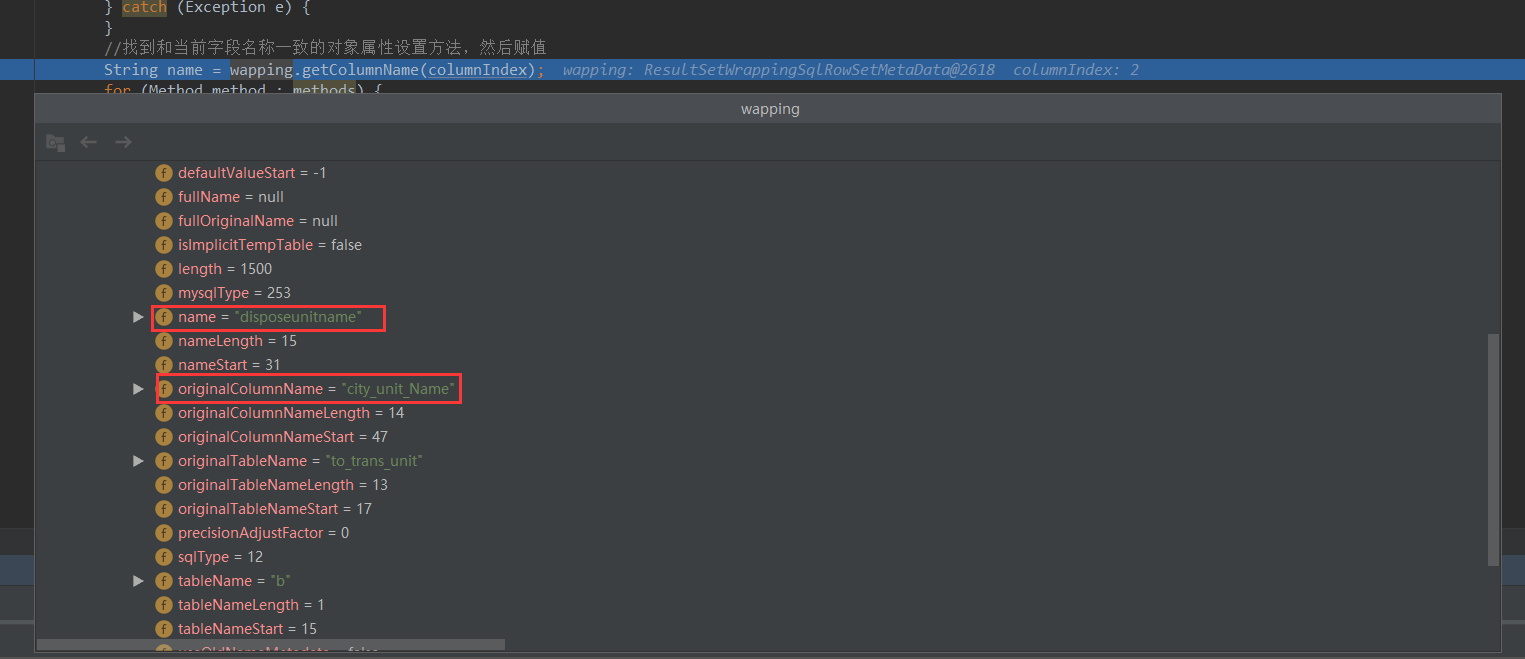 } catch (Exception e) {
}
//找到和当前字段名称一致的对象属性设置方法，然后赋值
String name = wapping.getColumnName(columnIndex); wapping: ResultSetWrappingSqlRowSetMetaData@2618 columnIndex: 2
for (Method method : methods) {
wapping
defaultValueStart = -1
fullName = null
fullOriginalName = null
isImplicitTempTable = false
length = 1500
mysqlType = 253
name = "disposeunitname"
nameLength = 15
nameStart = 31
originalColumnName = "city_unit_Name"
originalColumnNameLength = 14
originalColumnNameStart = 47
originalTableName = "to_trans_unit"
originalTableNameLength = 13
originalTableNameStart = 17
precisionAdjustFactor = 0
sqlType = 12
tableName = "b"
tableNameLength = 1
tableNameStart = 15
useOldNameMetadata = false